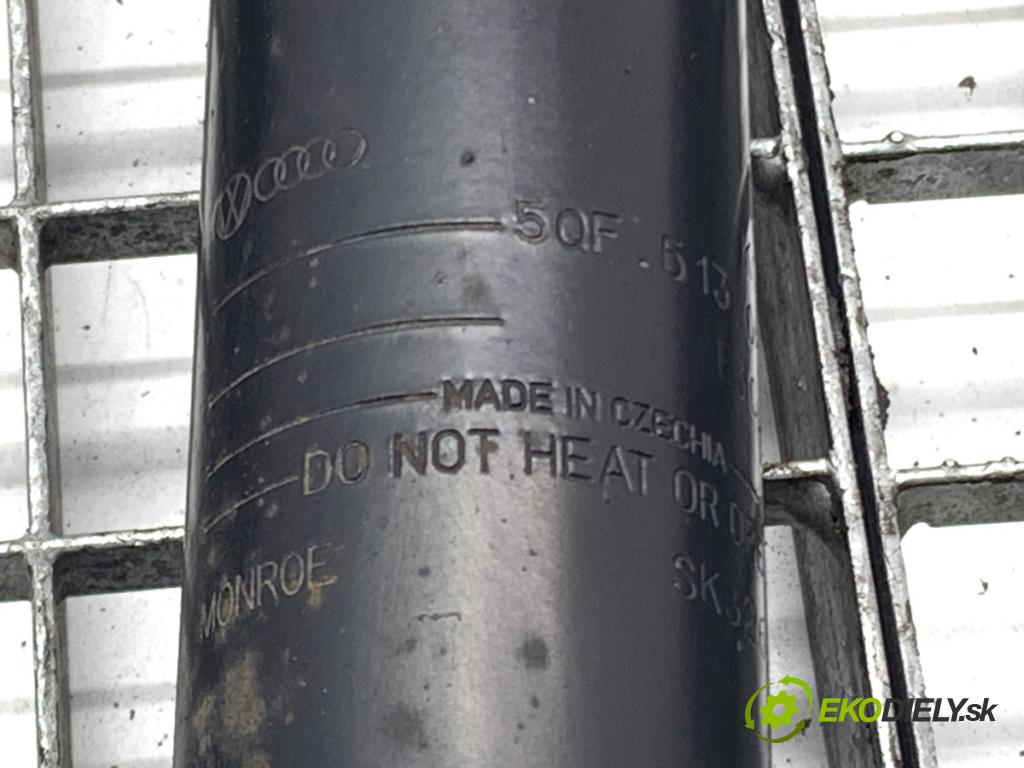 5QF 513
MADE IN CZECHIA
DO NOT HEAT OR
MONROE
EKODIELY.sk